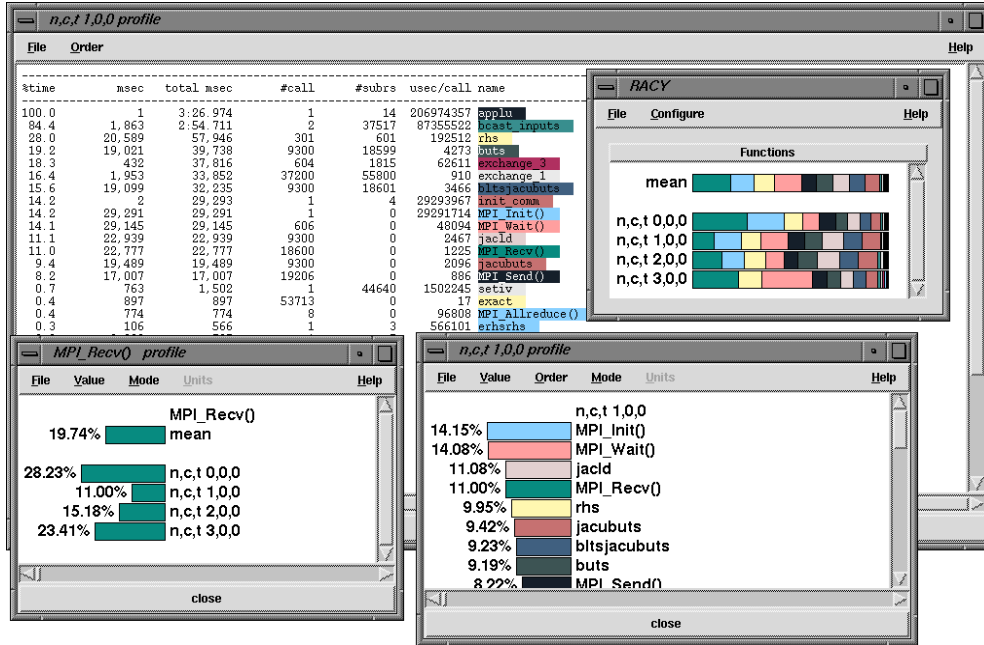 n,c,t 1,0,0 profile
File Order Help
%time msec total msec #call #subrs usec/call name
100.0 1 3:26.974 1 14 206974357 applu
84.4 1,863 2:54.711 2 37517 87355522 bcast_inputs
28.0 20,589 57,946 301 601 192512 rhs
19.2 19,021 39,738 9300 18599 4273 buts
18.3 432 37,816 604 1815 62611 exchange_3
16.4 1,953 33,852 37200 55800 910 exchange_1
15.6 19,099 32,235 9300 18601 3466 bltsjacubuts
14.2 2 29,293 1 4 29293967 init_comm
14.2 29,291 29,291 1 0 29291714 MPI_Init()
14.1 29,145 29,145 606 0 48094 MPI_Wait()
11.1 22,939 22,939 9300 0 2467 jacld
11.0 22,777 22,777 18600 0 1225 MPI_Recv()
9.4 19,489 19,489 9300 0 2096 jacubuts
8.2 17,007 17,007 19206 0 886 MPI_Send()
0.7 763 1,502 1 44640 1502245 setiv
0.4 897 897 53713 0 17 exact
0.4 774 774 8 0 96808 MPI_Allreduce()
0.3 106 566 1 3 566101 erhsrhs
RACY
File Configure Help
Functions
mean
n,c,t 0,0,0
n,c,t 1,0,0
n,c,t 2,0,0
n,c,t 3,0,0
MPI_Recv() profile
File Value Mode Units Help
MPI_Recv()
19.74% mean
28.23% n,c,t 0,0,0
11.00% n,c,t 1,0,0
15.18% n,c,t 2,0,0
23.41% n,c,t 3,0,0
close
n,c,t 1,0,0 profile
File Value Order Mode Units Help
n,c,t 1,0,0
14.15% MPI_Init()
14.08% MPI_Wait()
11.08% jacld
11.00% MPI_Recv()
9.95% rhs
9.42% jacubuts
9.23% bltsjacubuts
9.19% buts
8.22% MPI_Send()
close